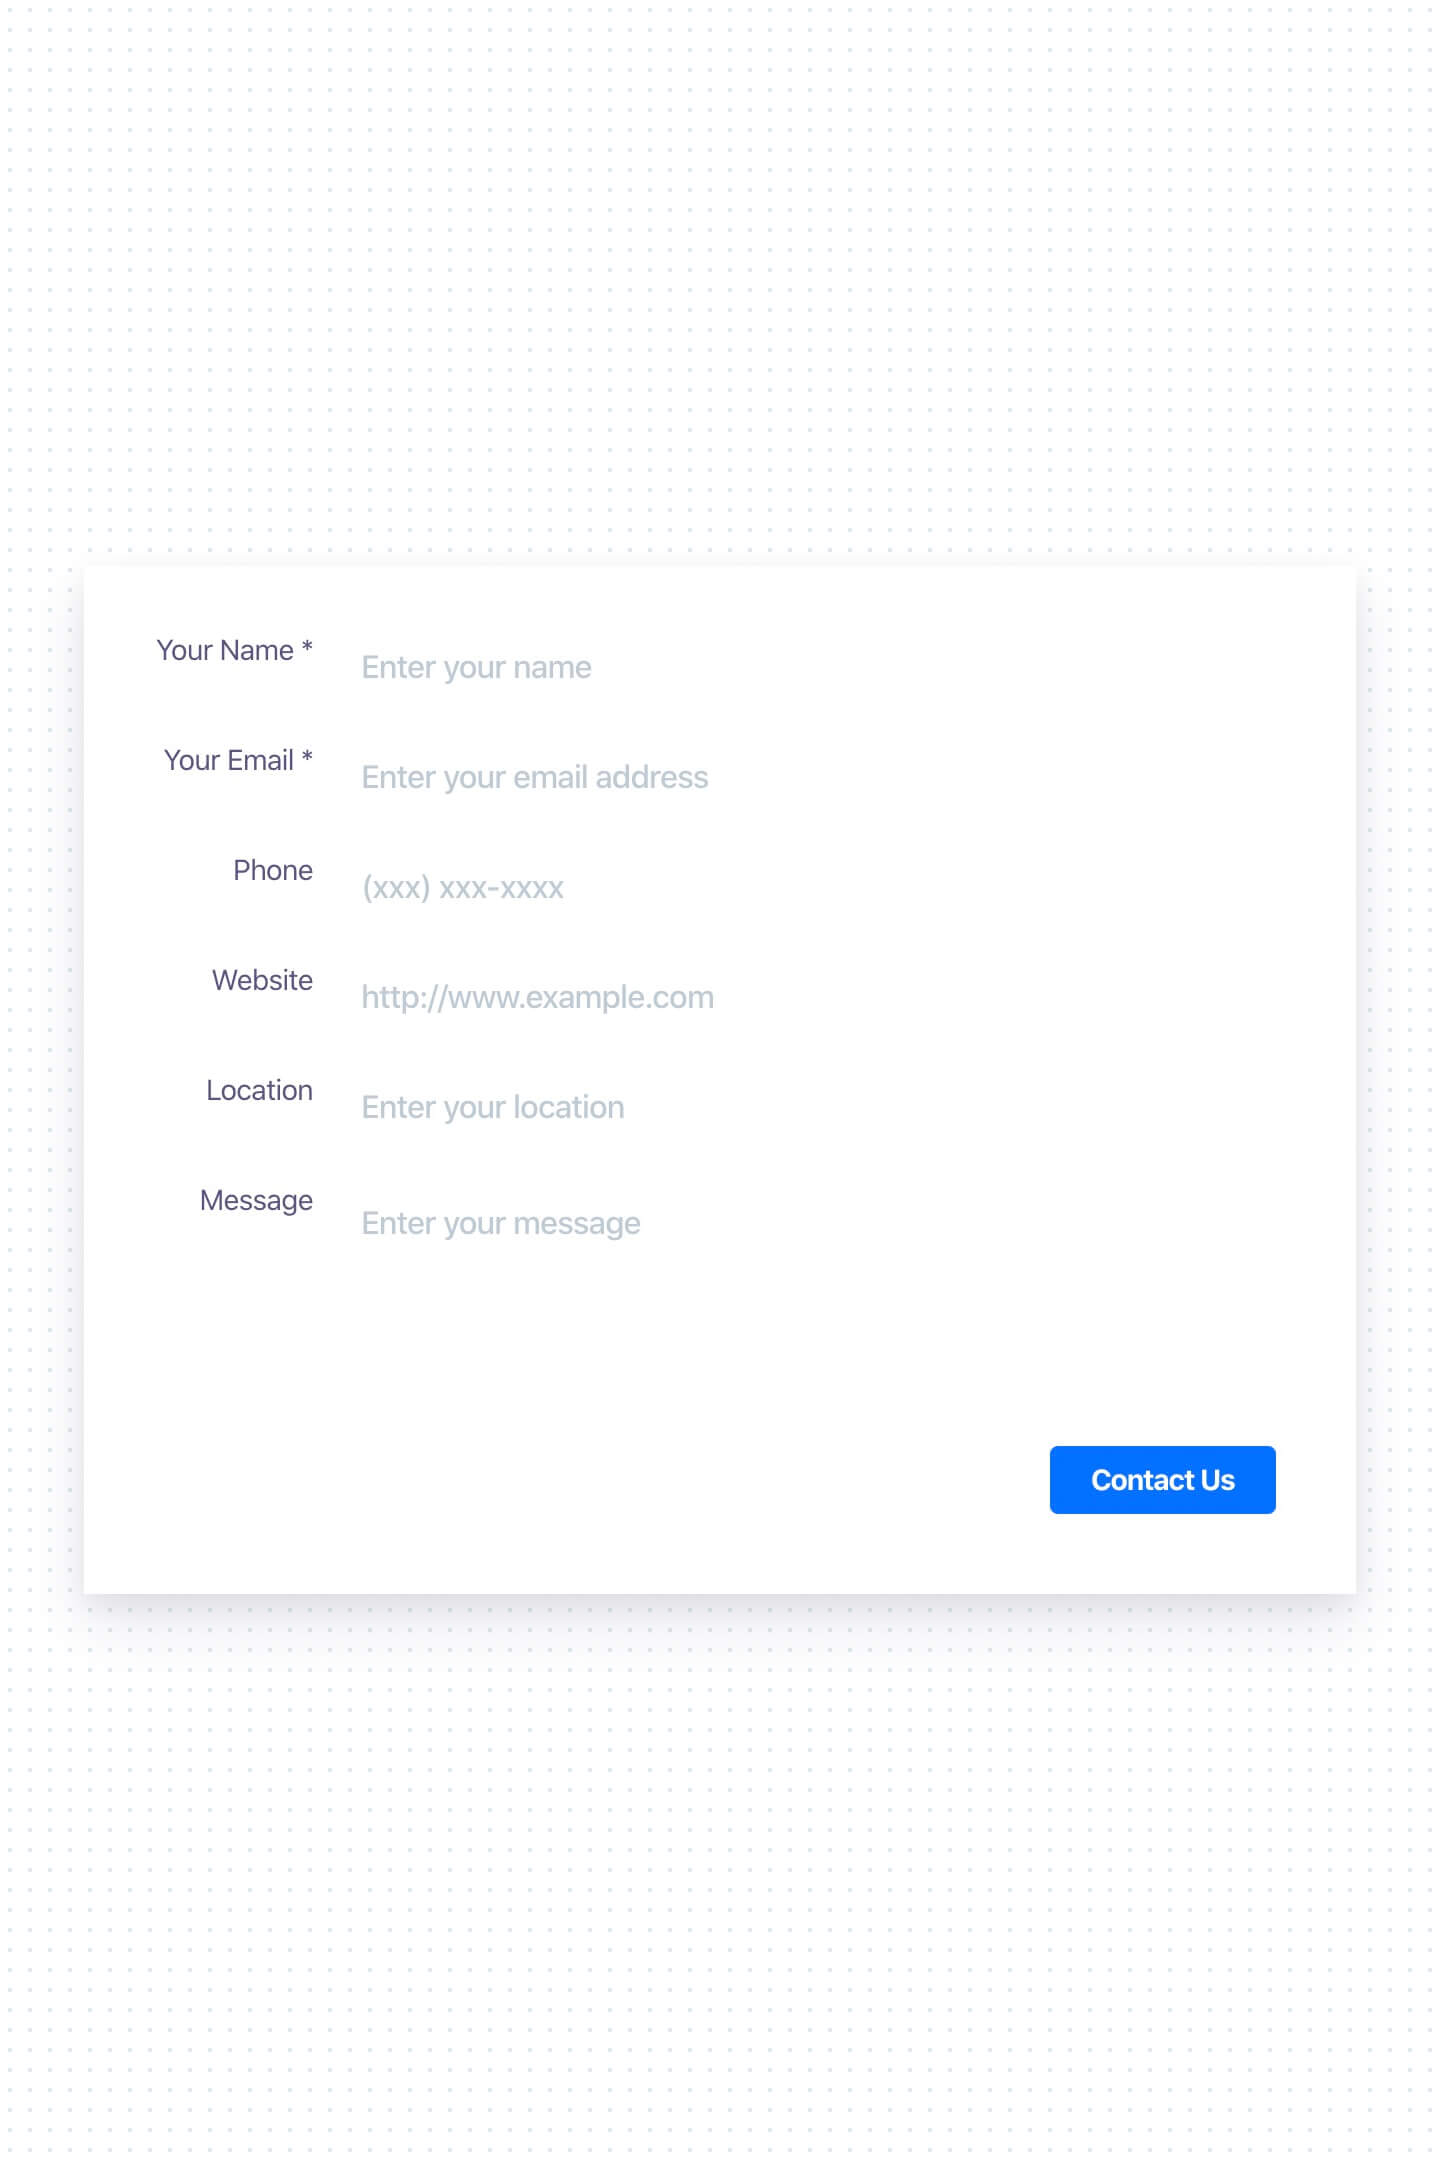 Your Name *
Enter your name
Your Email *
Enter your email address
Phone
(xxx) xxx-xxxx
Website
http://www.example.com
Location
Enter your location
Message
Enter your message
Contact Us